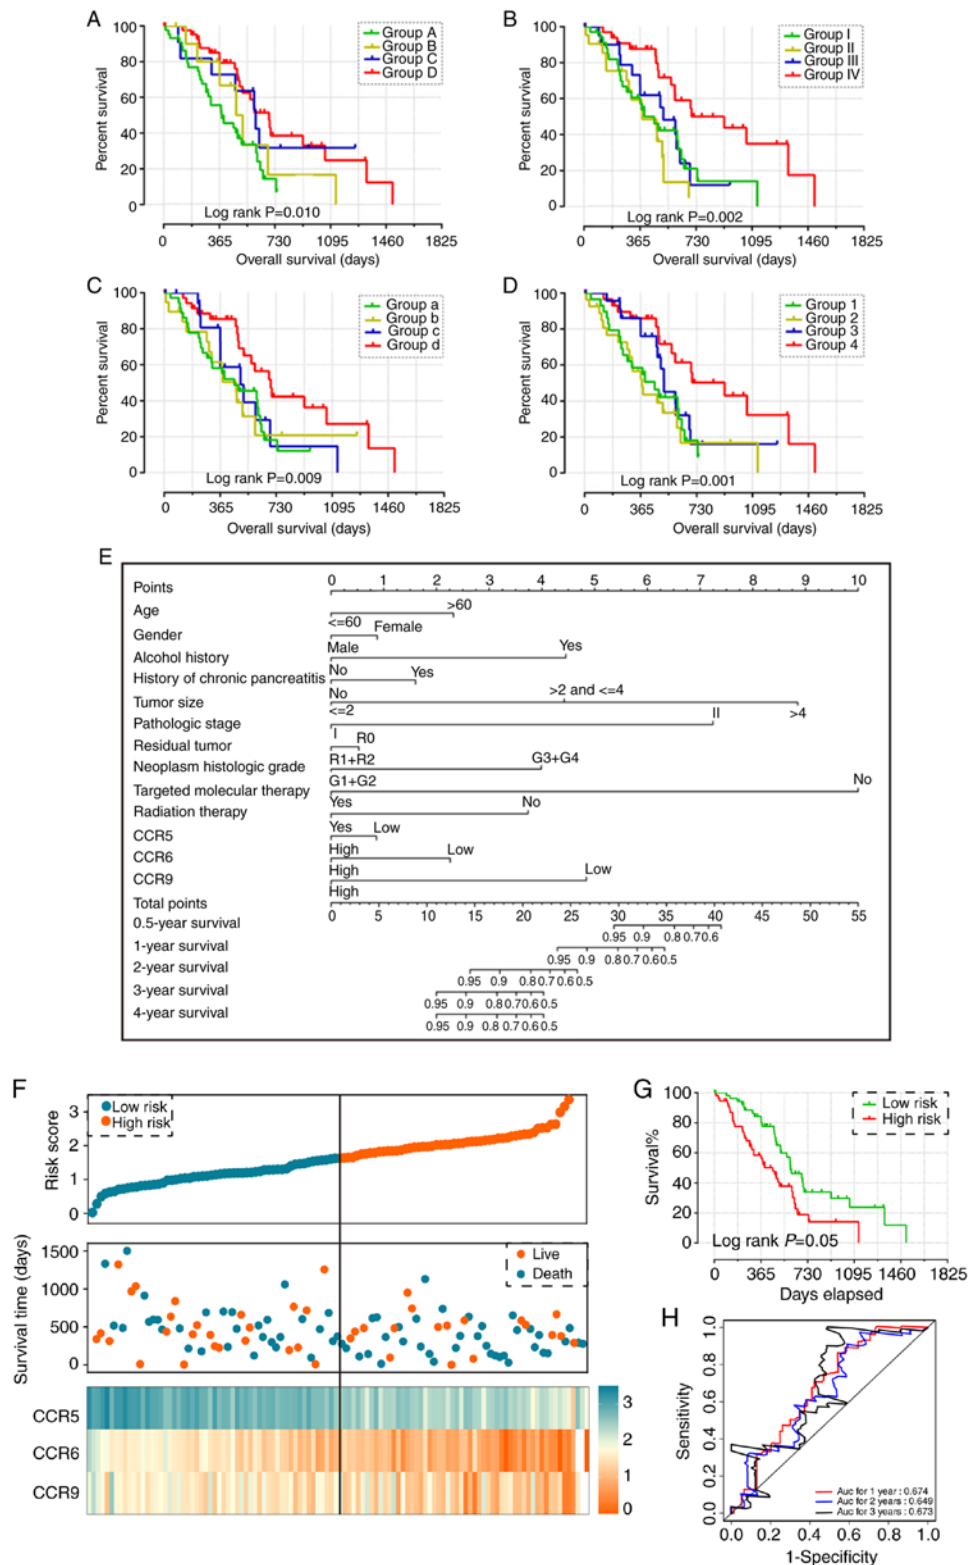 A
Group A
Group B
Group C
Group D
Percent survival
100
80
60
40
20
0
Log rank P=0.010
0 365 730 1095 1460 1825
Overall survival (days)
B
Group I
Group II
Group III
Group IV
Percent survival
100
80
60
40
20
0
Log rank P=0.002
0 365 730 1095 1460 1825
Overall survival (days)
C
Group a
Group b
Group c
Group d
Percent survival
100
80
60
40
20
0
Log rank P=0.009
0 365 730 1095 1460 1825
Overall survival (days)
D
Group 1
Group 2
Group 3
Group 4
Percent survival
100
80
60
40
20
0
Log rank P=0.001
0 365 730 1095 1460 1825
Overall survival (days)
E
Points 0 1 2 3 4 5 6 7 8 9 10
Age >60
<=60
Gender Female
Male
Alcohol history Yes
No
History of chronic pancreatitis Yes
No
Tumor size >2 and <=4
<=2 >4
Pathologic stage II
I
Residual tumor R0
R1+R2
Neoplasm histologic grade G3+G4
G1+G2
Targeted molecular therapy No
Yes
Radiation therapy No
Yes
CCR5 Low
High
CCR6 Low
High
CCR9 Low
High
Total points 0 5 10 15 20 25 30 35 40 45 50 55
0.5-year survival
0.95 0.9 0.8 0.7 0.6
1-year survival
0.95 0.9 0.8 0.7 0.6 0.5
2-year survival
0.95 0.9 0.8 0.7 0.6 0.5
3-year survival
0.95 0.9 0.8 0.7 0.6 0.5
4-year survival
0.95 0.9 0.8 0.7 0.6 0.5
F
Low risk
High risk
Risk score
3
2
1
0
Live
Death
Survival time (days)
1500
1000
500
0
CCR5
CCR6
CCR9
3
2
1
0
G
Low risk
High risk
Survival%
100
80
60
40
20
0
Log rank P=0.05
0 365 730 1095 1460 1825
Days elapsed
H
Sensitivity
1.0
0.8
0.6
0.4
0.2
0.0
Auc for 1 year : 0.674
Auc for 2 years : 0.649
Auc for 3 years : 0.673
0.0 0.2 0.4 0.6 0.8 1.0
1-Specificity